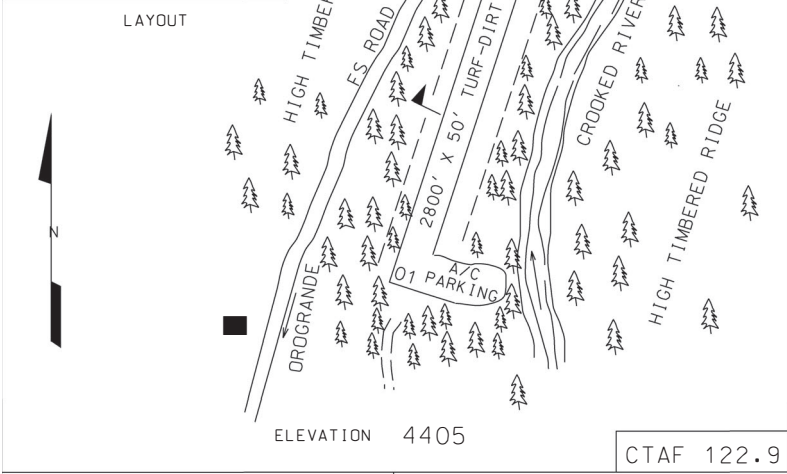 LAYOUT
HIGH TIMBER
FS ROAD
2800' X 50' TURF-DIRT
CROOKED RIVER
HIGH TIMBERED RIDGE
N
A/C
01 PARKING
OROGRANDE
ELEVATION 4405
CTAF 122.9